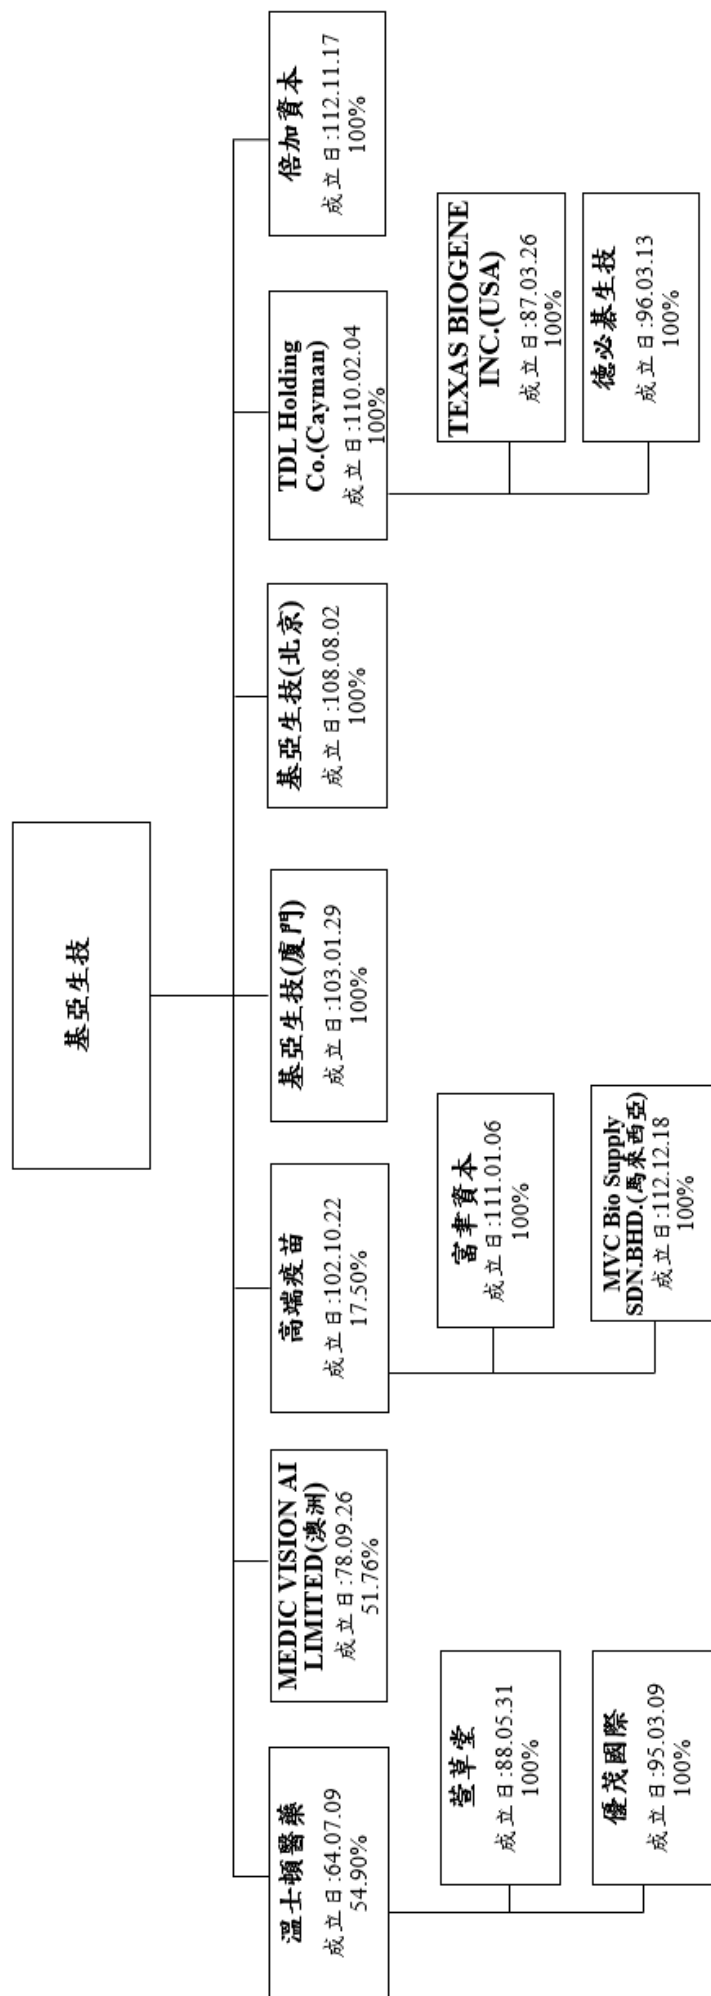 基亞生技
溫士頓醫藥
成立日:64.07.09
54.90%
MEDIC VISION AI
LIMITED(澳洲)
成立日:78.09.26
51.76%
高端疫苗
成立日:102.10.22
17.50%
基亞生技(廈門)
成立日:103.01.29
100%
基亞生技(北京)
成立日:108.08.02
100%
TDL Holding
Co.(Cayman)
成立日:110.02.04
100%
倍加資本
成立日:112.11.17
100%
萱草堂
成立日:88.05.31
100%
優茂國際
成立日:95.03.09
100%
富聿資本
成立日:111.01.06
100%
MVC Bio Supply
SDN.BHD.(馬來西亞)
成立日:112.12.18
100%
TEXAS BIOGENE
INC.(USA)
成立日:87.03.26
100%
德必碁生技
成立日:96.03.13
100%